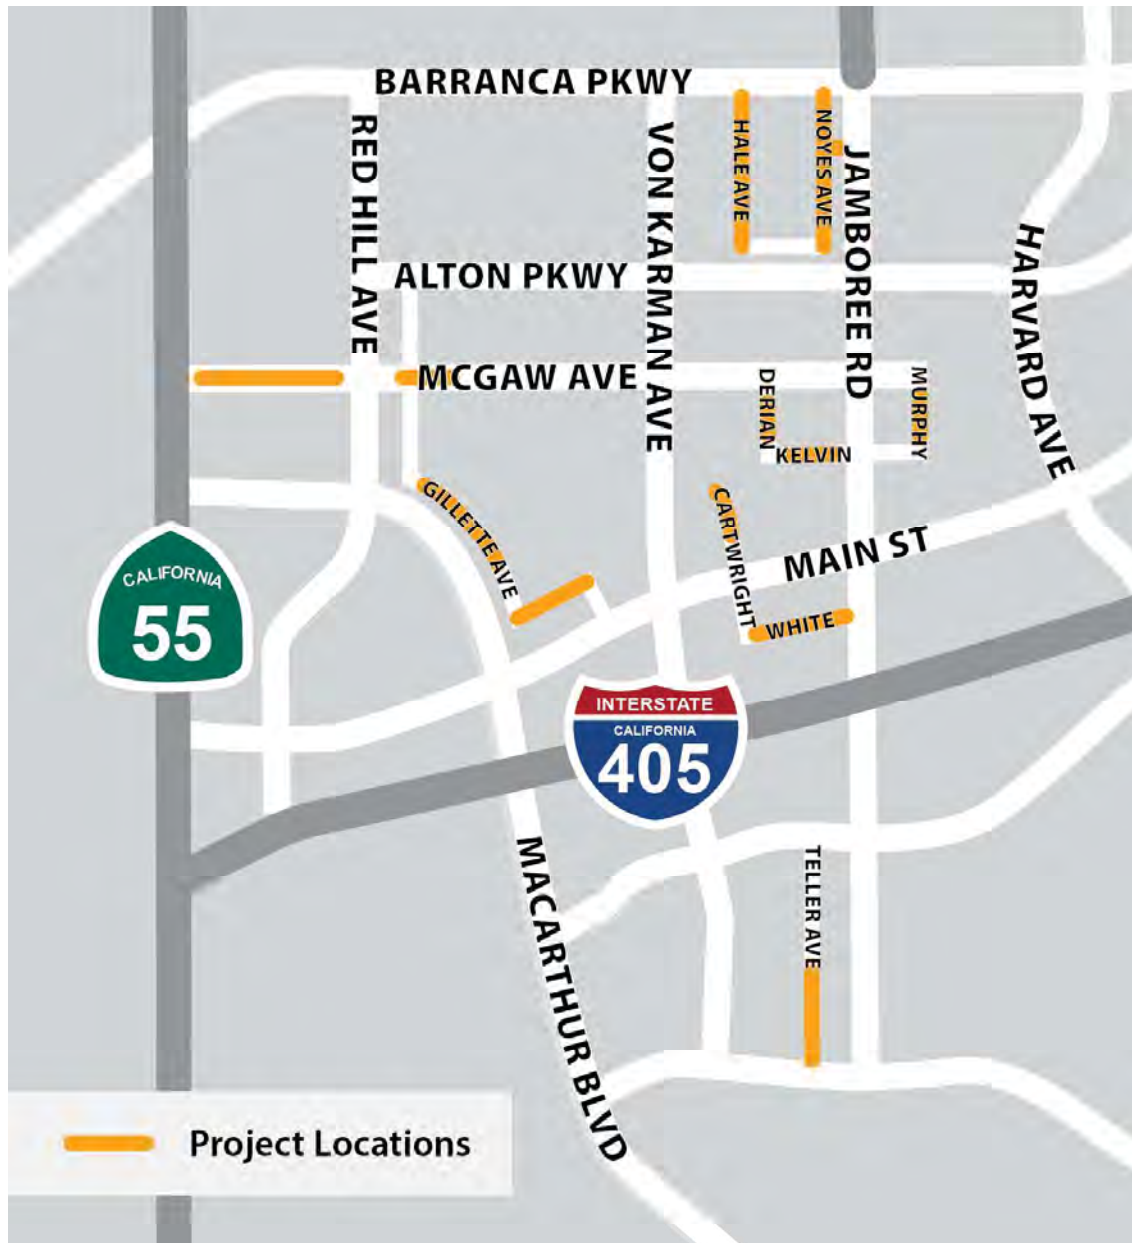 BARRANCA PKWY
RED HILL AVE
VON KARMAN AVE
HALE AVE
NOYES AVE
JAMBOREE RD
HARVARD AVE
ALTON PKWY
MCGAW AVE
DERIAN
MURPHY
KELVIN
GILLETTE AVE
CARTWRIGHT
MAIN ST
WHITE
CALIFORNIA
55
INTERSTATE
CALIFORNIA
405
MACARTHUR BLVD
TELLER AVE
Project Locations